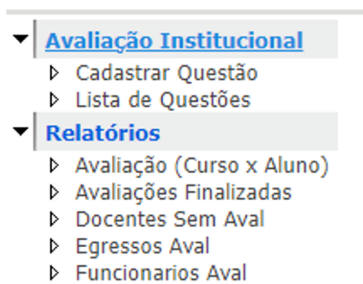 Avaliação Institucional
Cadastrar Questão
Lista de Questões
Relatórios
Avaliação (Curso x Aluno)
Avaliações Finalizadas
Docentes Sem Aval
Egressos Aval
Funcionarios Aval